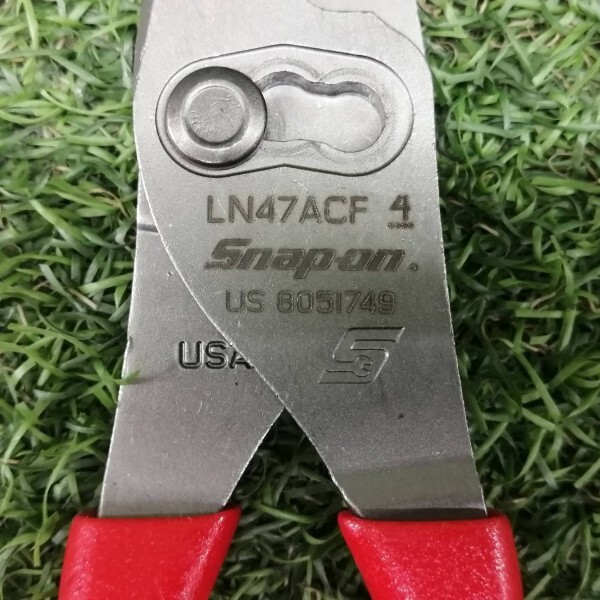 LN47ACF 4
Snap-on®
US 8051749
USA
S